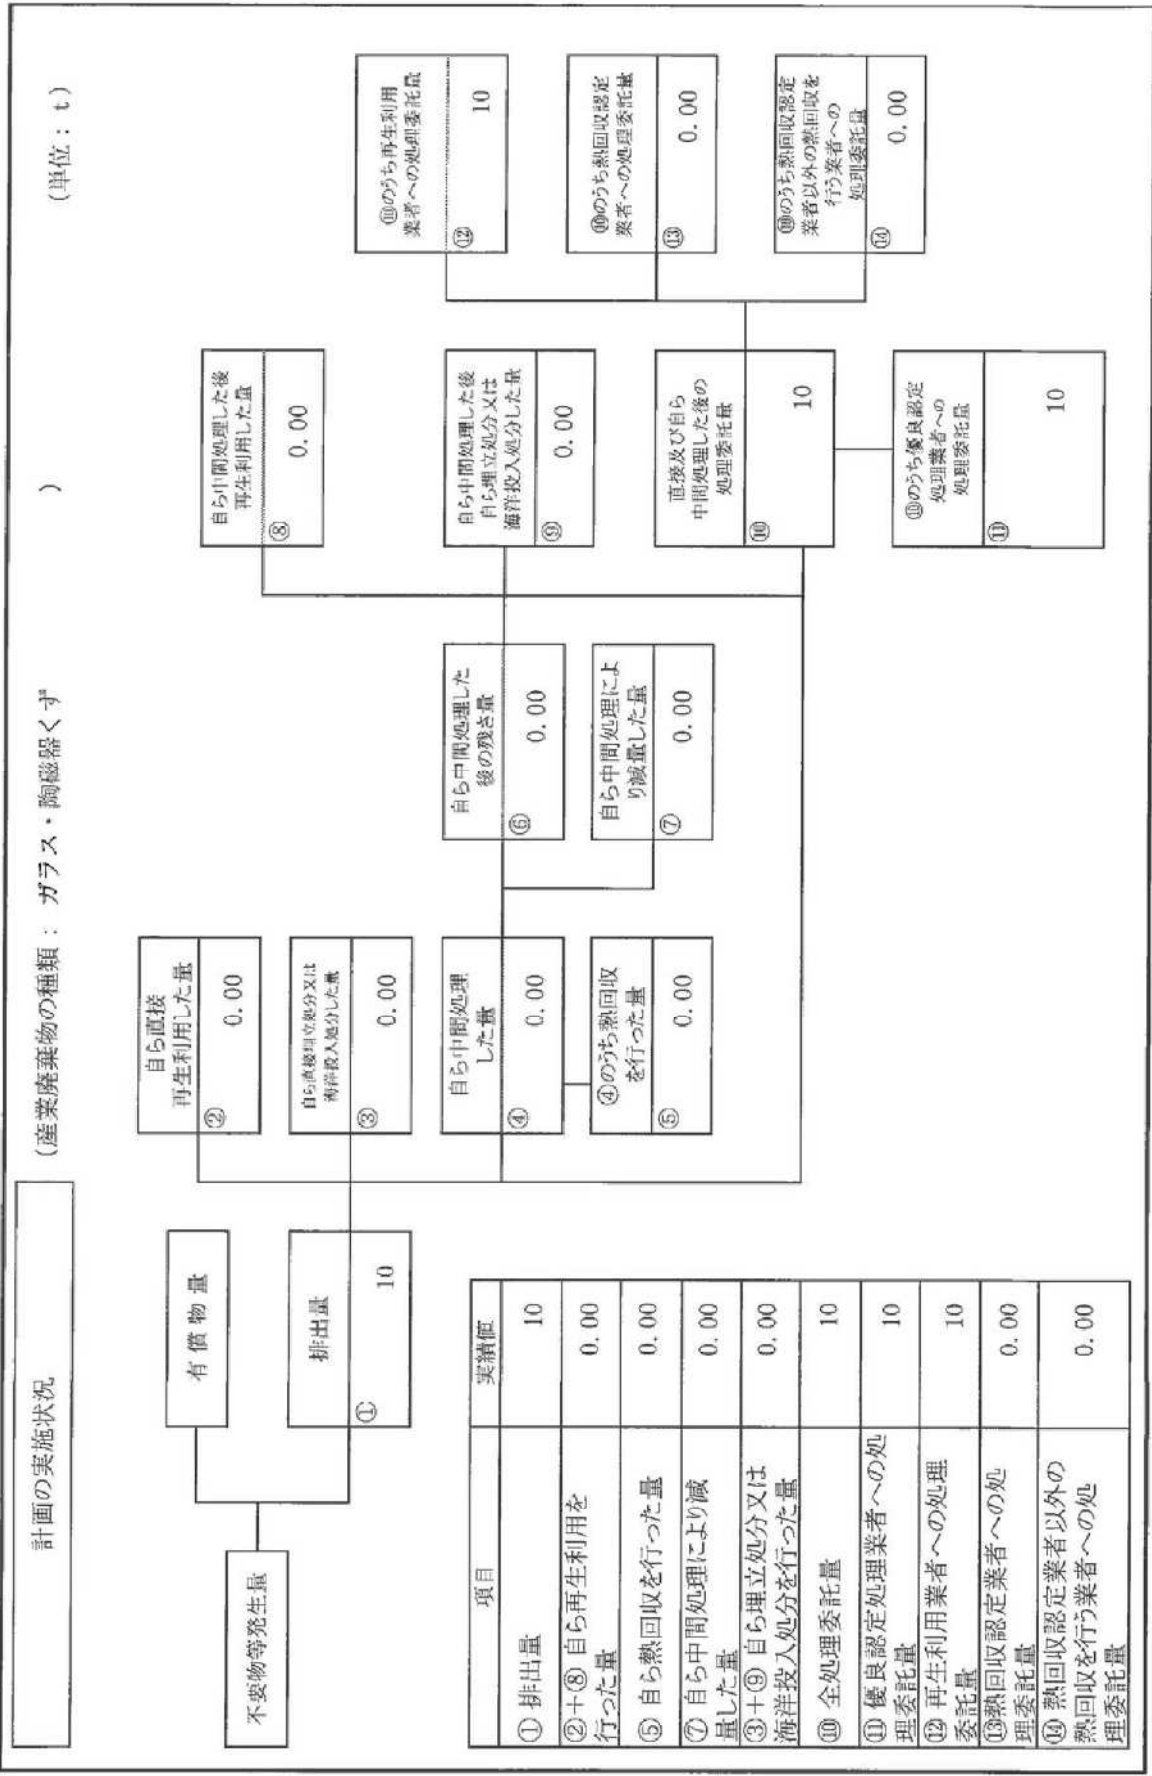 計画の実施状況
(産業廃棄物の種類: ガラス・陶磁器くず )
(単位: t)
不要物等発生量
有償物量
排出量
① 10
自ら直接
再生利用した量
② 0.00
自ら直接埋立処分又は
海洋投入処分した量
③ 0.00
自ら中間処理
した量
④ 0.00
④のうち熱回収
を行った量
⑤ 0.00
自ら中間処理した
後の残さ量
⑥ 0.00
自ら中間処理によ
り減量した量
⑦ 0.00
自ら中間処理した後
再生利用した量
⑧ 0.00
自ら中間処理した後
自ら埋立処分又は
海洋投入処分した量
⑨ 0.00
直接及び自ら
中間処理した後の
処理委託量
⑩ 10
⑩のうち優良認定
処理業者への
処理委託量
⑪ 10
⑩のうち再生利用
業者への処理委託量
⑫ 10
⑩のうち熱回収認定
業者への処理委託量
⑬ 0.00
⑩のうち熱回収認定
業者以外の熱回収を
行う業者への
処理委託量
⑭ 0.00
項目 実績値
① 排出量 10
②+⑧ 自ら再生利用を
行った量 0.00
⑤ 自ら熱回収を行った量 0.00
⑦ 自ら中間処理により減
量した量 0.00
③+⑨ 自ら埋立処分又は
海洋投入処分を行った量 0.00
⑩ 全処理委託量 10
⑪ 優良認定処理業者への処
理委託量 10
⑫ 再生利用業者への処理
委託量 10
⑬熱回収認定業者への処
理委託量 0.00
⑭ 熱回収認定業者以外の
熱回収を行う業者への処
理委託量 0.00